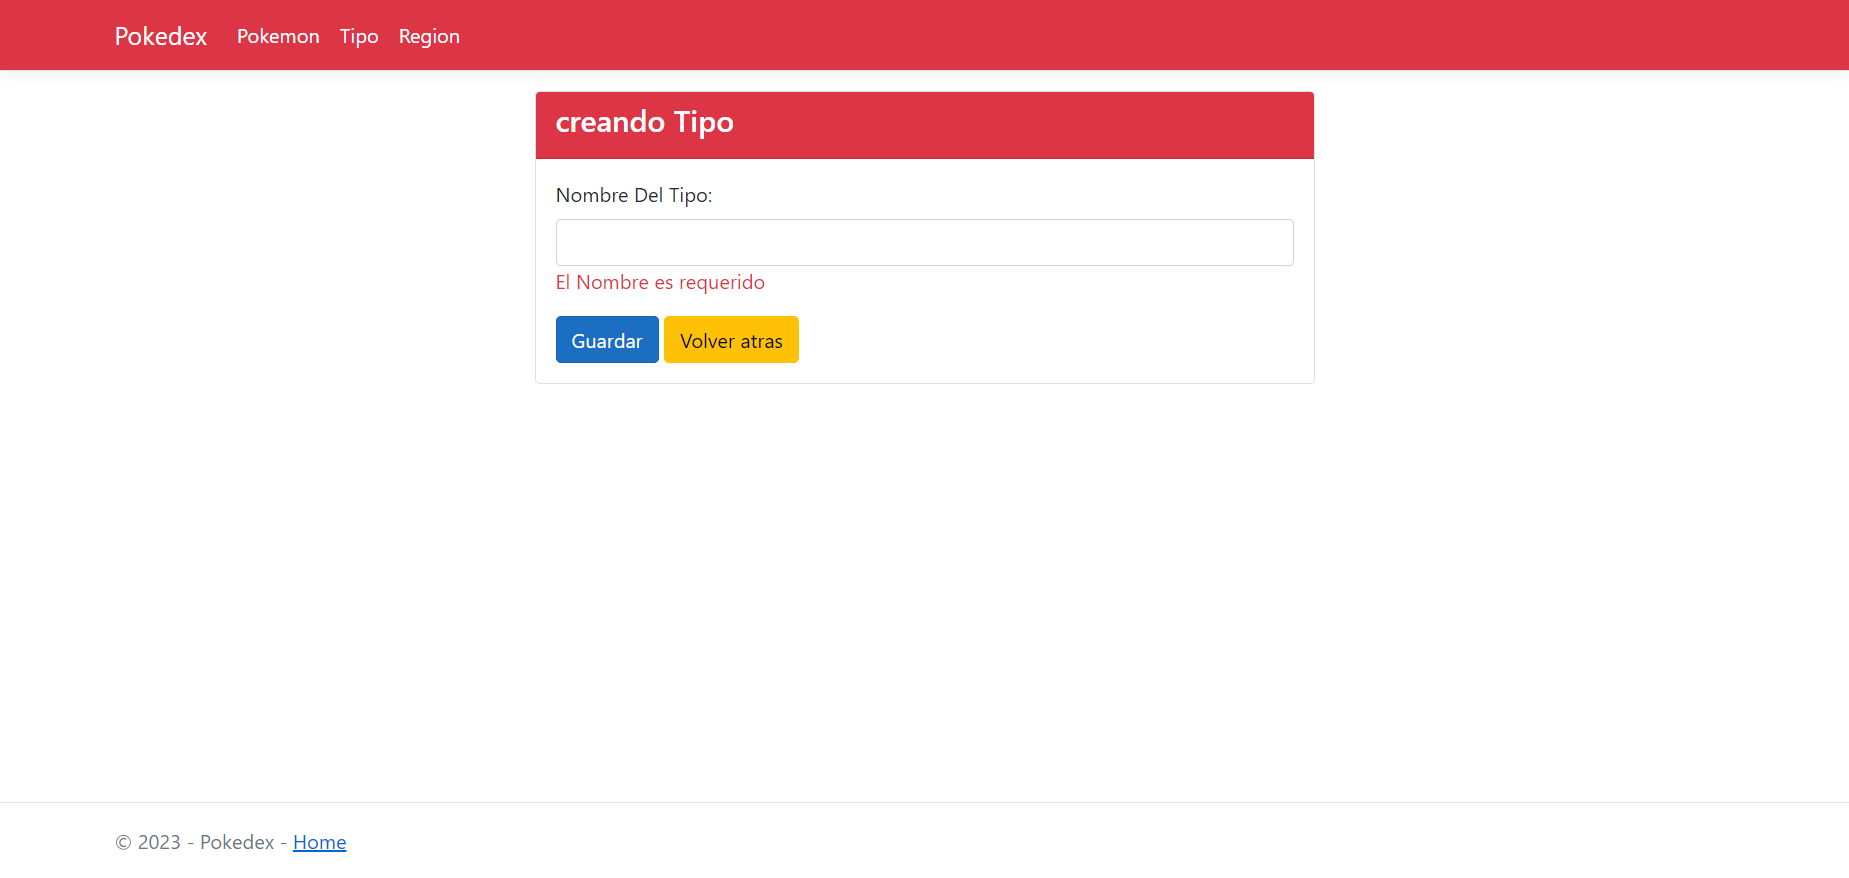 Pokedex Pokemon Tipo Region
creando Tipo
Nombre Del Tipo:
El Nombre es requerido
Guardar Volver atras
© 2023 - Pokedex - Home